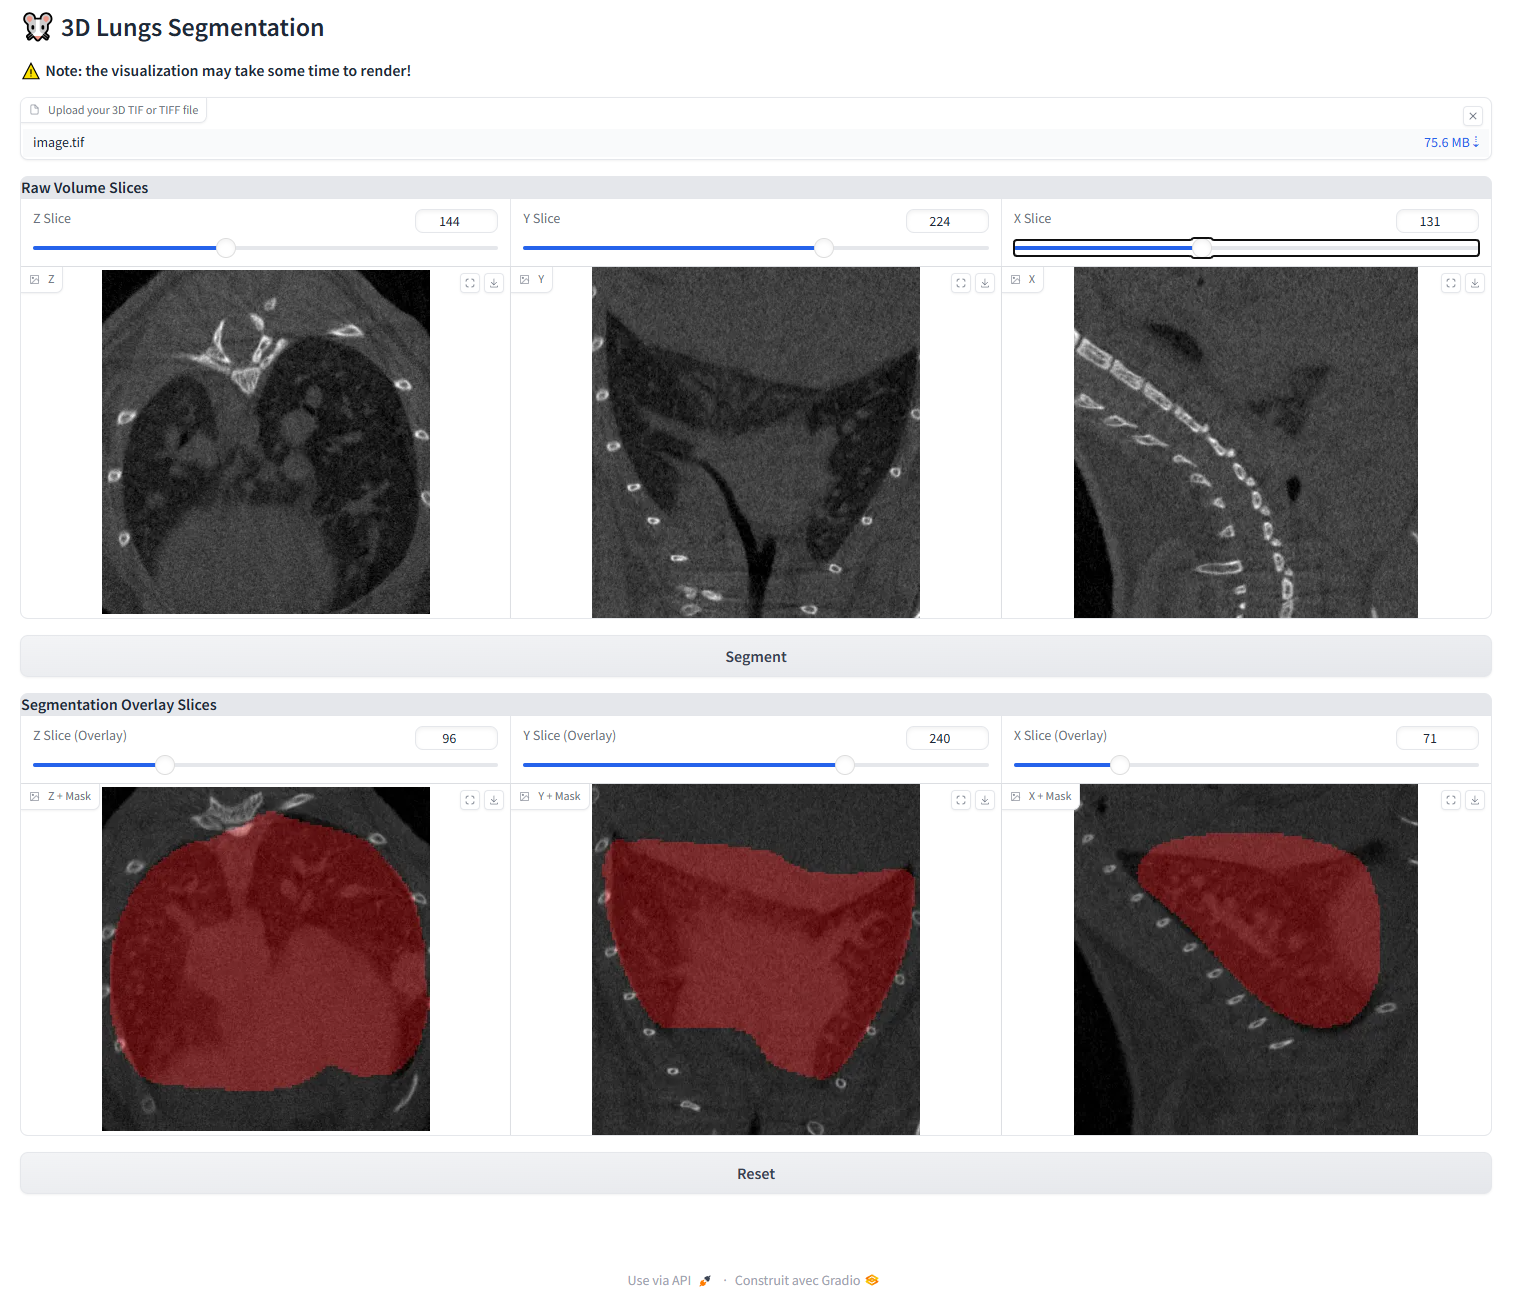 3D Lungs Segmentation
Note: the visualization may take some time to render!
Upload your 3D TIF or TIFF file
image.tif
75.6 MB
Raw Volume Slices
Z Slice
144
Y Slice
224
X Slice
131
Z
Y
X
Segment
Segmentation Overlay Slices
Z Slice (Overlay)
96
Y Slice (Overlay)
240
X Slice (Overlay)
71
Z + Mask
Y + Mask
X + Mask
Reset
Use via API · Construit avec Gradio